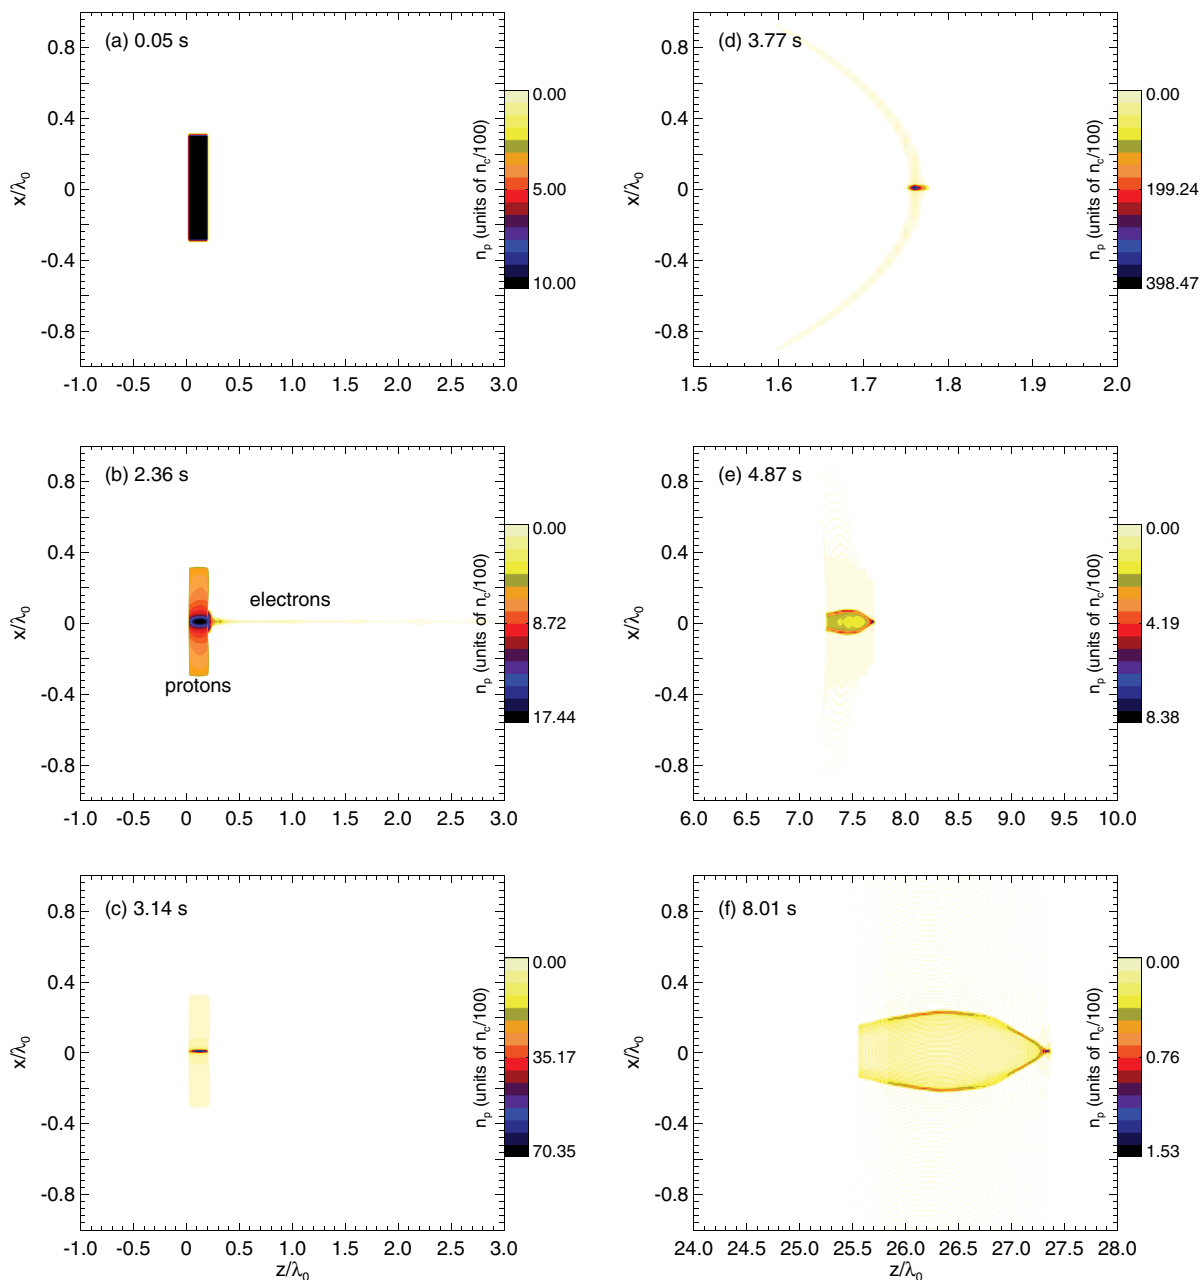 (a) 0.05 s
x/λ0
0.8
0.4
0
-0.4
-0.8
-1.0 -0.5 0 0.5 1.0 1.5 2.0 2.5 3.0
n_p (units of n_c/100)
0.00
5.00
10.00
(d) 3.77 s
x/λ0
0.8
0.4
0
-0.4
-0.8
1.5 1.6 1.7 1.8 1.9 2.0
n_p (units of n_c/100)
0.00
199.24
398.47
(b) 2.36 s
x/λ0
0.8
0.4
0
-0.4
-0.8
electrons
protons
-1.0 -0.5 0 0.5 1.0 1.5 2.0 2.5 3.0
n_p (units of n_c/100)
0.00
8.72
17.44
(e) 4.87 s
x/λ0
0.8
0.4
0
-0.4
-0.8
6.0 6.5 7.0 7.5 8.0 8.5 9.0 9.5 10.0
n_p (units of n_c/100)
0.00
4.19
8.38
(c) 3.14 s
x/λ0
0.8
0.4
0
-0.4
-0.8
-1.0 -0.5 0 0.5 1.0 1.5 2.0 2.5 3.0
z/λ0
n_p (units of n_c/100)
0.00
35.17
70.35
(f) 8.01 s
x/λ0
0.8
0.4
0
-0.4
-0.8
24.0 24.5 25.0 25.5 26.0 26.5 27.0 27.5 28.0
z/λ0
n_p (units of n_c/100)
0.00
0.76
1.53